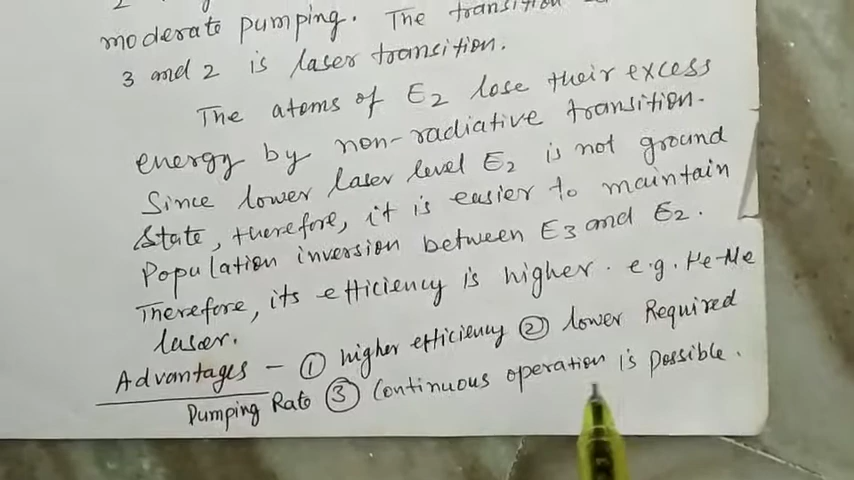 moderate pumping. The transition
3 and 2 is laser transition.
The atoms of E2 lose their excess
energy by non-radiative transition.
Since lower laser level E2 is not ground
state, therefore, it is easier to maintain
Population inversion between E3 and E2.
Therefore, its efficiency is higher. e.g. He-Ne
laser.
Advantages - ① higher efficiency ② lower Required
Pumping Rate ③ Continuous operation is Possible.